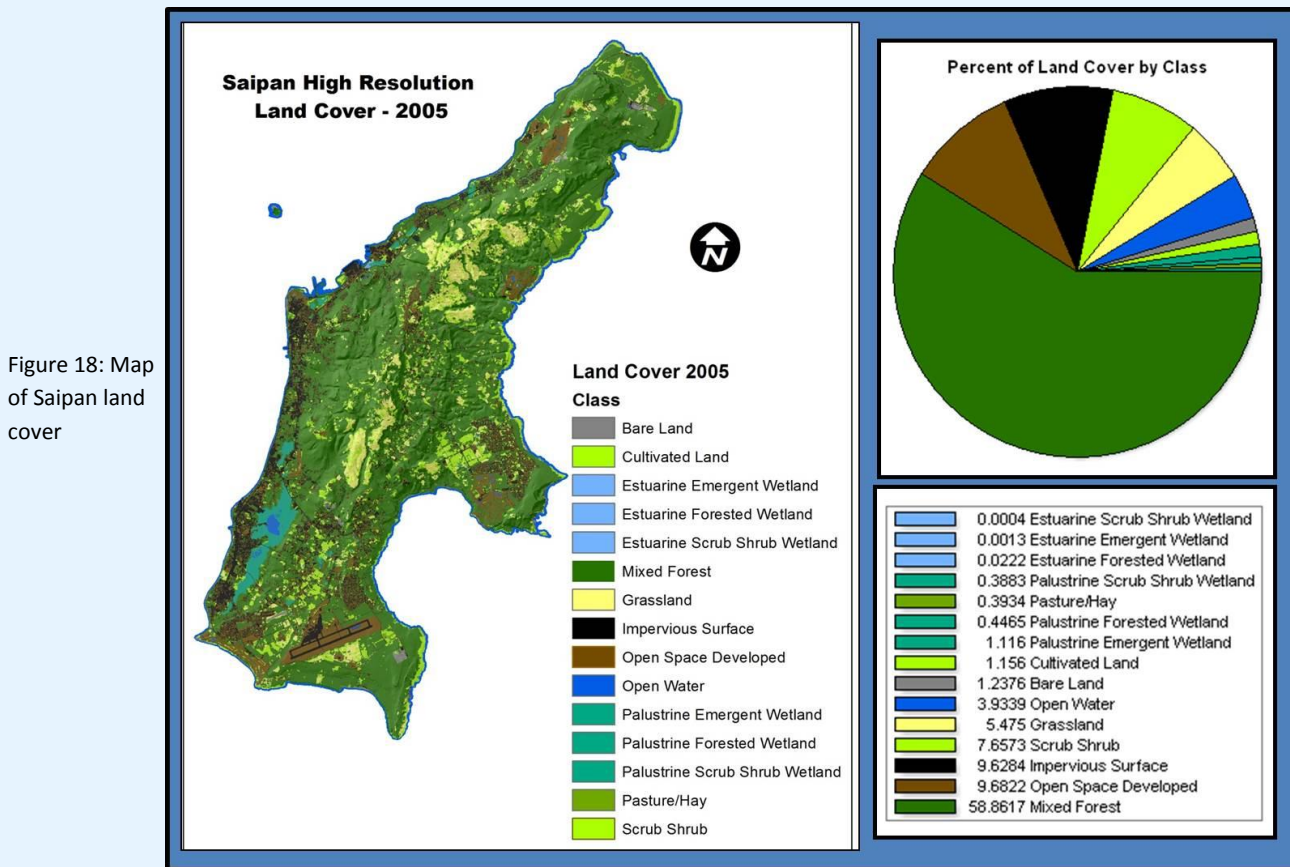 Figure 18: Map
of Saipan land
cover
Saipan High Resolution
Land Cover - 2005
N
Land Cover 2005
Class
Bare Land
Cultivated Land
Estuarine Emergent Wetland
Estuarine Forested Wetland
Estuarine Scrub Shrub Wetland
Mixed Forest
Grassland
Impervious Surface
Open Space Developed
Open Water
Palustrine Emergent Wetland
Palustrine Forested Wetland
Palustrine Scrub Shrub Wetland
Pasture/Hay
Scrub Shrub
Percent of Land Cover by Class
0.0004 Estuarine Scrub Shrub Wetland
0.0013 Estuarine Emergent Wetland
0.0222 Estuarine Forested Wetland
0.3883 Palustrine Scrub Shrub Wetland
0.3934 Pasture/Hay
0.4465 Palustrine Forested Wetland
1.116 Palustrine Emergent Wetland
1.156 Cultivated Land
1.2376 Bare Land
3.9339 Open Water
5.475 Grassland
7.6573 Scrub Shrub
9.6284 Impervious Surface
9.6822 Open Space Developed
58.8617 Mixed Forest